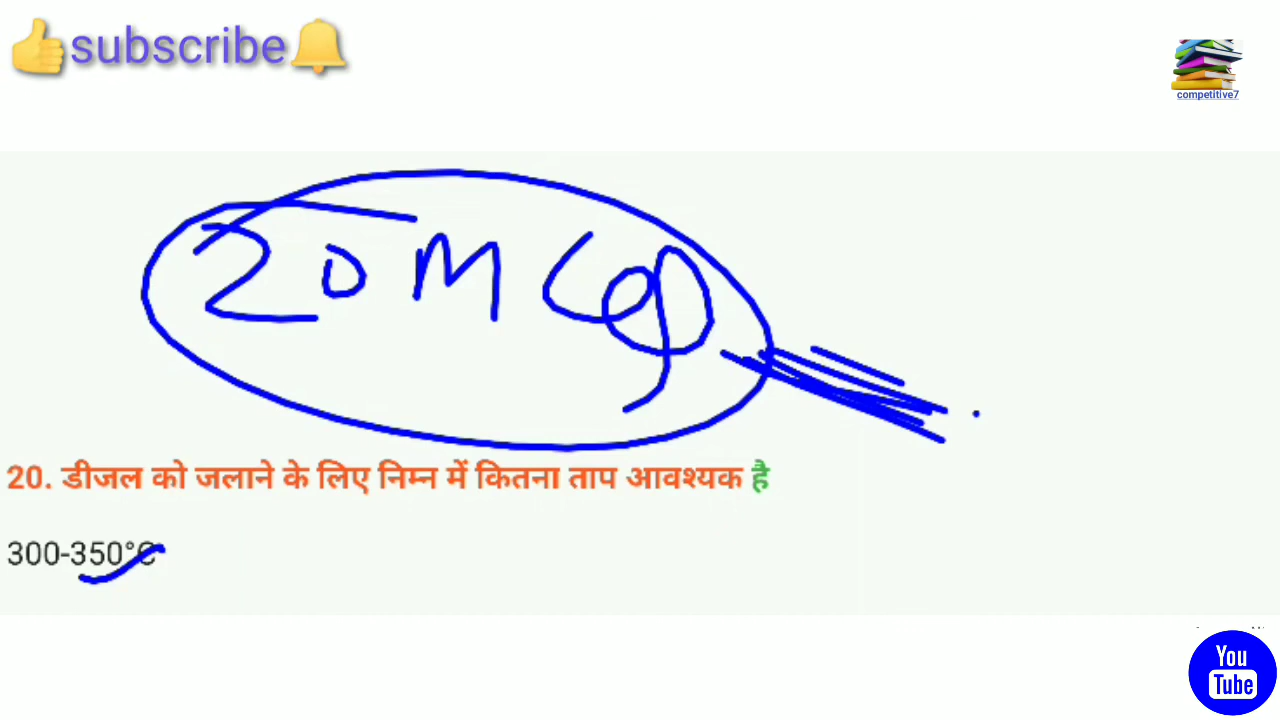 subscribe
competitive7
20 MCQ
20. डीजल को जलाने के लिए निम्न में कितना ताप आवश्यक है
300-350°C
You
Tube